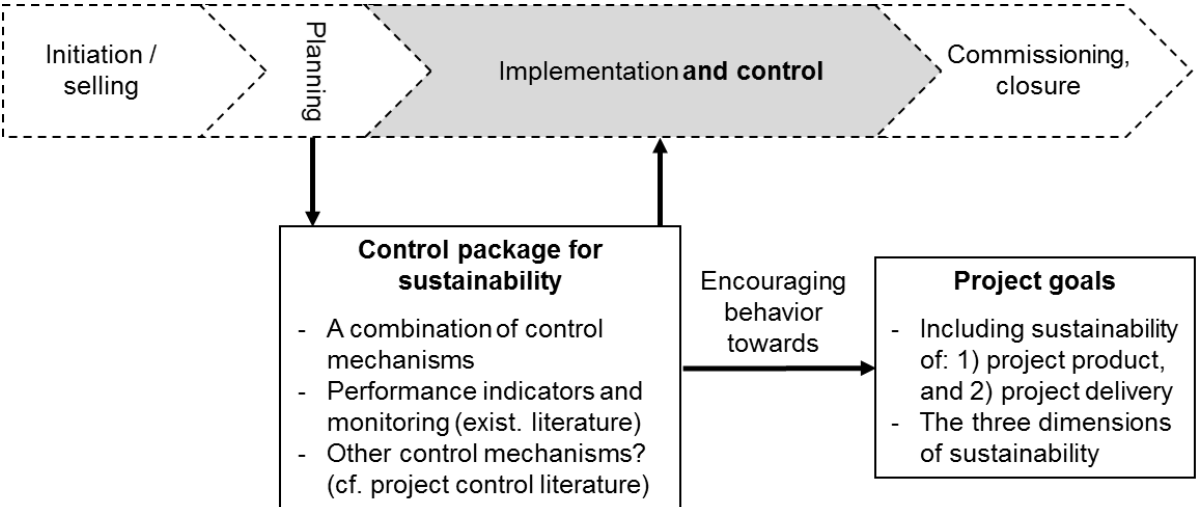 Initiation /
selling
Planning
Implementation and control
Commissioning,
closure
Control package for
sustainability
- A combination of control
mechanisms
- Performance indicators and
monitoring (exist. literature)
- Other control mechanisms?
(cf. project control literature)
Encouraging
behavior
towards
Project goals
- Including sustainability
of: 1) project product,
and 2) project delivery
- The three dimensions
of sustainability